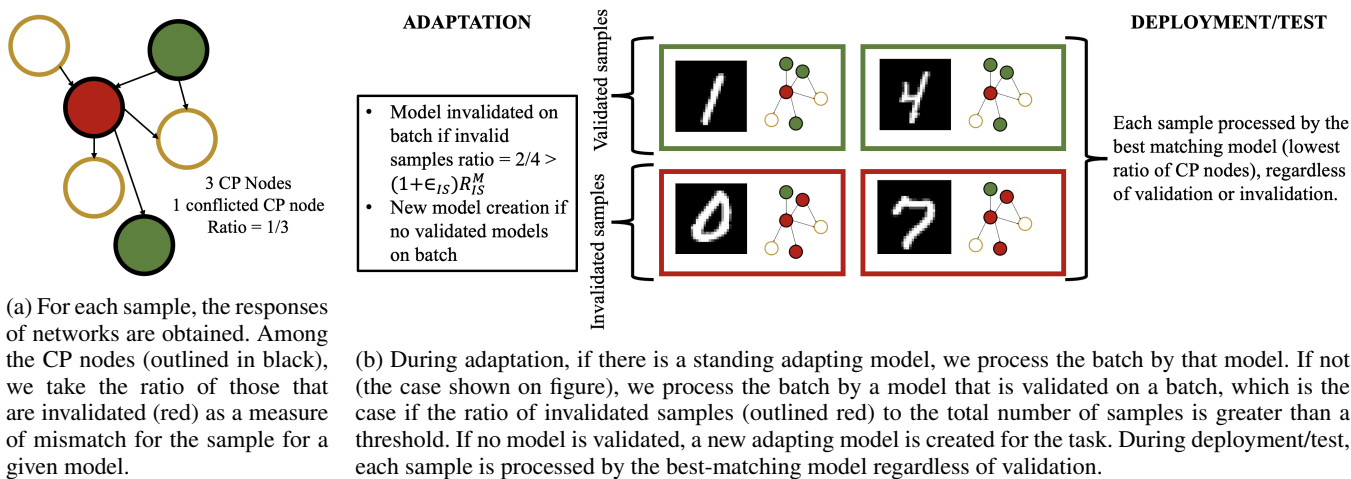 3 CP Nodes
1 conflicted CP node
Ratio = 1/3
(a) For each sample, the responses
of networks are obtained. Among
the CP nodes (outlined in black),
we take the ratio of those that
are invalidated (red) as a measure
of mismatch for the sample for a
given model.
ADAPTATION
• Model invalidated on
batch if invalid
samples ratio = 2/4 >
(1+∈_{IS})R_{IS}^{M}
• New model creation if
no validated models
on batch
Validated samples
Invalidated samples
1
4
0
7
DEPLOYMENT/TEST
Each sample processed by the
best matching model (lowest
ratio of CP nodes), regardless
of validation or invalidation.
(b) During adaptation, if there is a standing adapting model, we process the batch by that model. If not
(the case shown on figure), we process the batch by a model that is validated on a batch, which is the
case if the ratio of invalidated samples (outlined red) to the total number of samples is greater than a
threshold. If no model is validated, a new adapting model is created for the task. During deployment/test,
each sample is processed by the best-matching model regardless of validation.